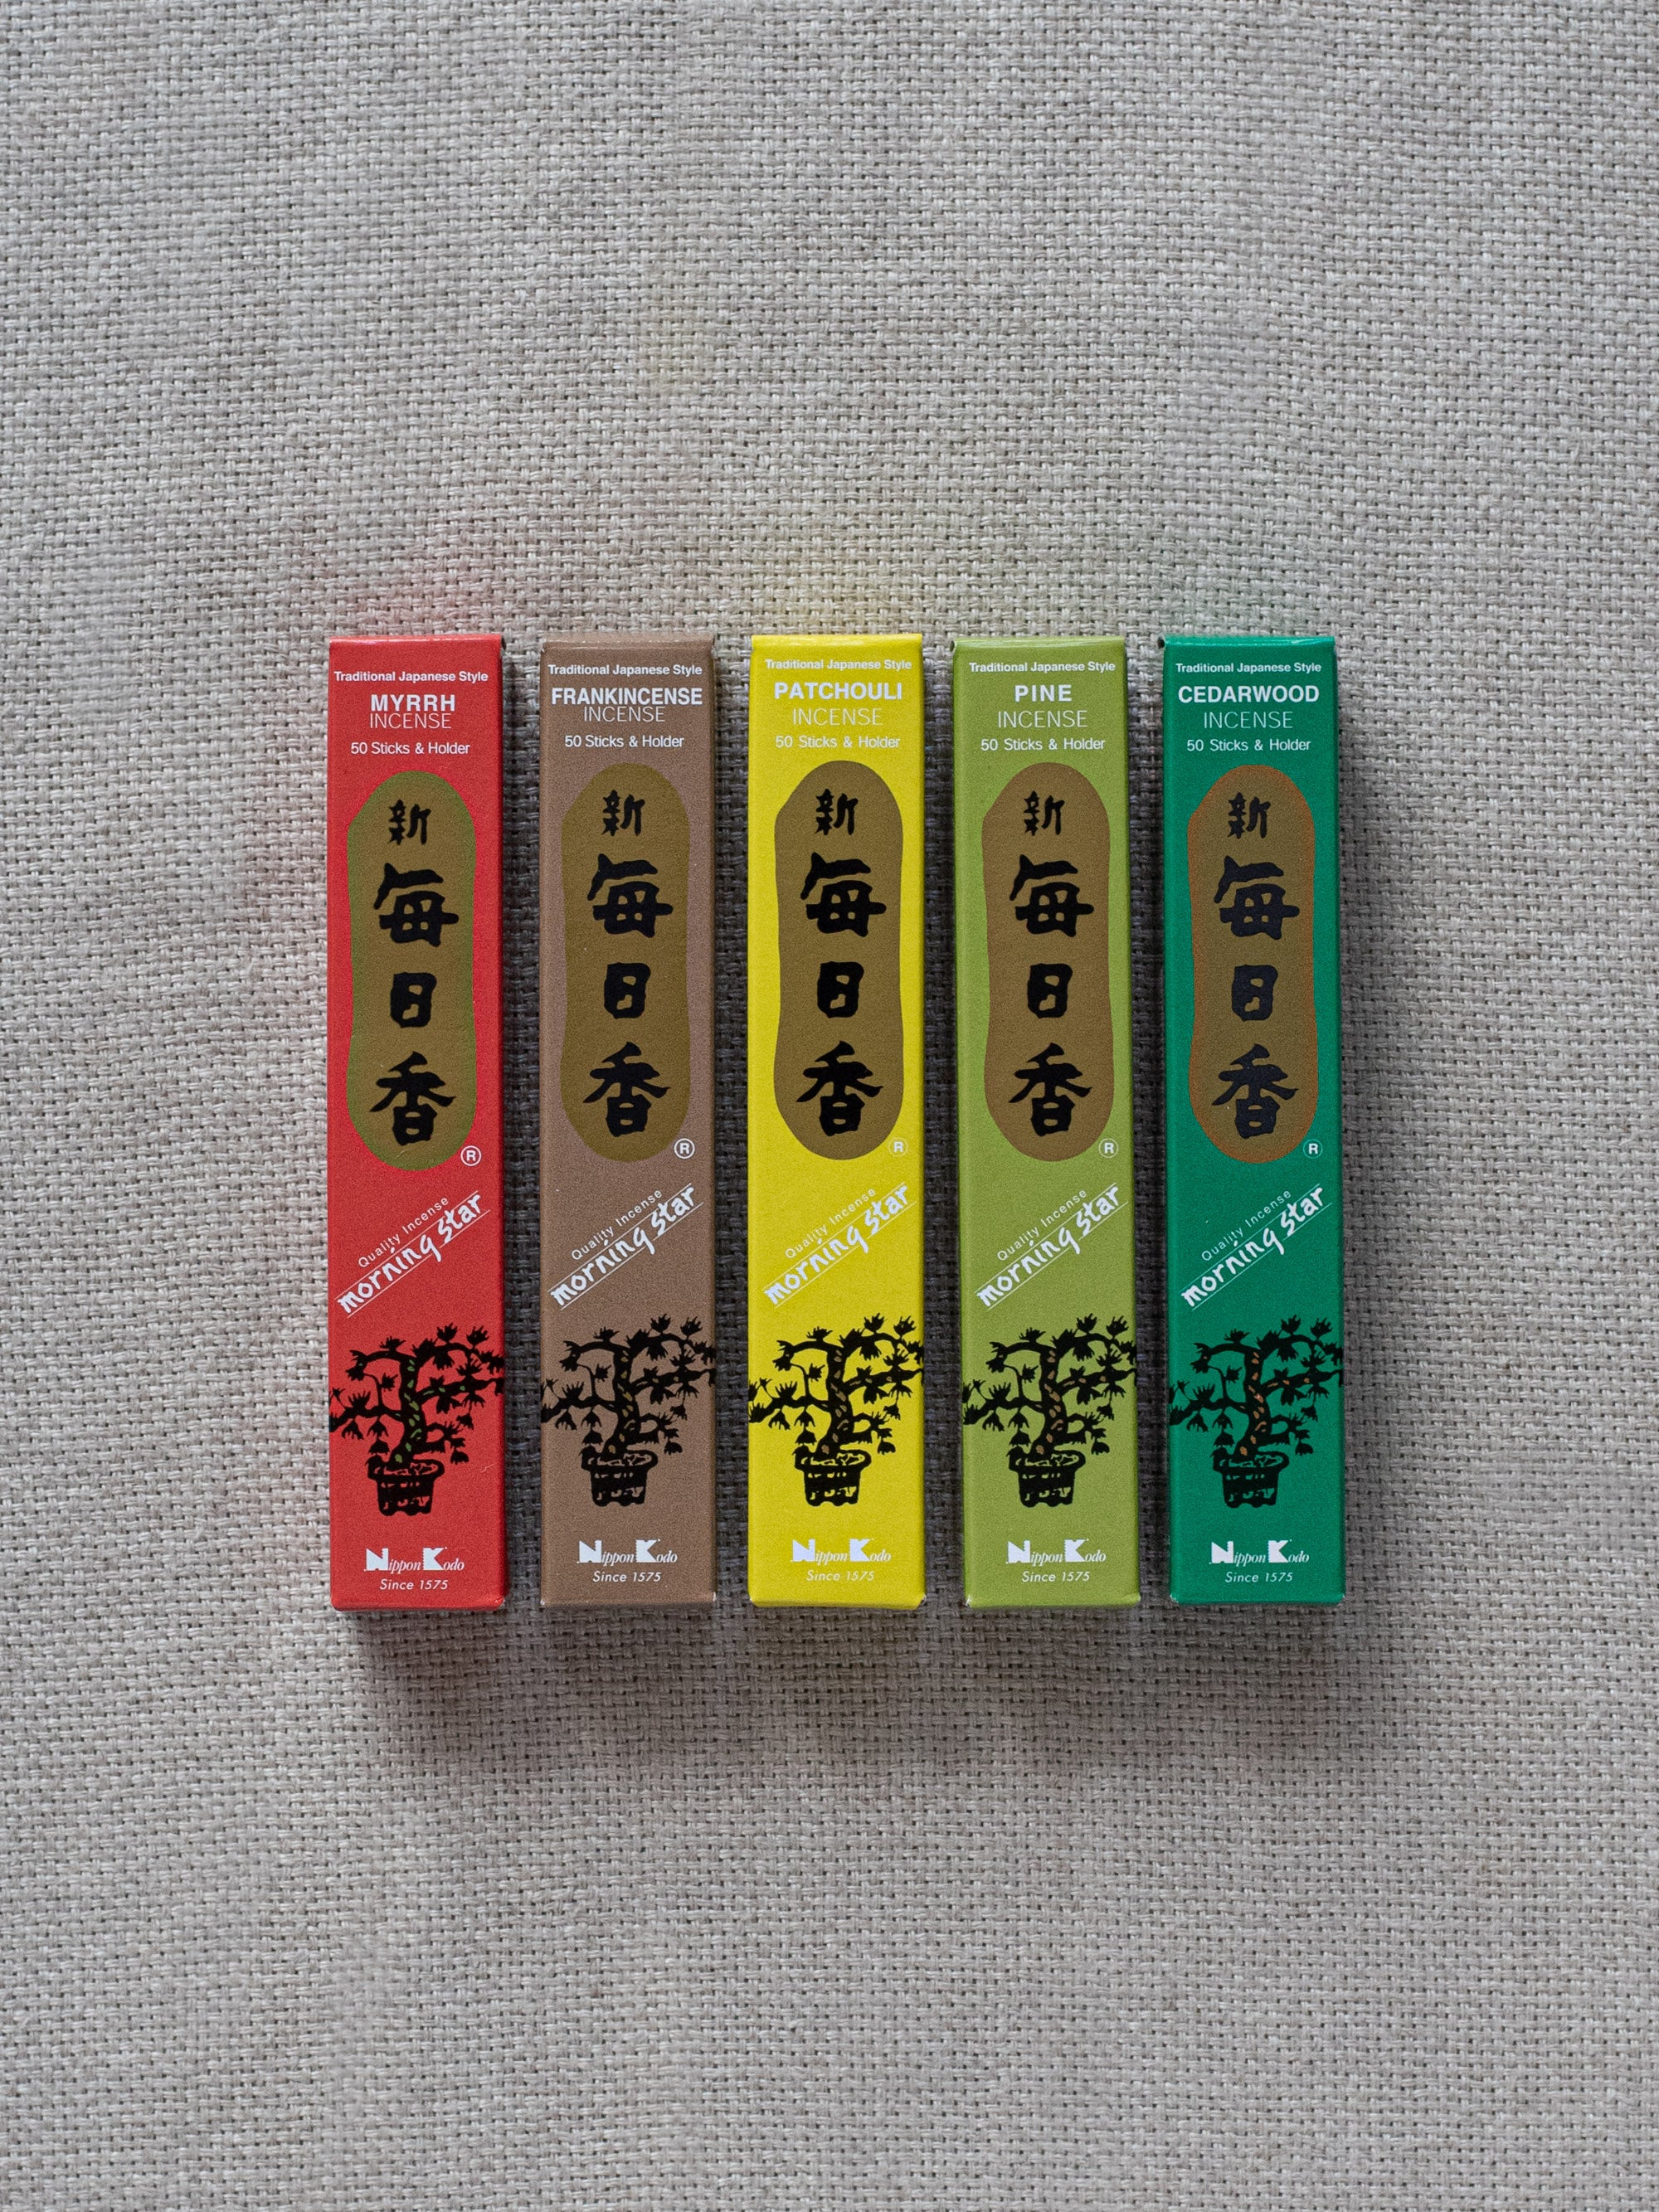 Traditional Japanese Style
MYRRH
INCENSE
50 Sticks & Holder
新
毎
日
香
®
Quality Incense
morning star
Nippon Kodo
Since 1575
Traditional Japanese Style
FRANKINCENSE
INCENSE
50 Sticks & Holder
新
毎
日
香
®
Quality Incense
morning star
Nippon Kodo
Since 1575
Traditional Japanese Style
PATCHOULI
INCENSE
50 Sticks & Holder
新
毎
日
香
®
Quality Incense
morning star
Nippon Kodo
Since 1575
Traditional Japanese Style
PINE
INCENSE
50 Sticks & Holder
新
毎
日
香
®
Quality Incense
morning star
Nippon Kodo
Since 1575
Traditional Japanese Style
CEDARWOOD
INCENSE
50 Sticks & Holder
新
毎
日
香
®
Quality Incense
morning star
Nippon Kodo
Since 1575